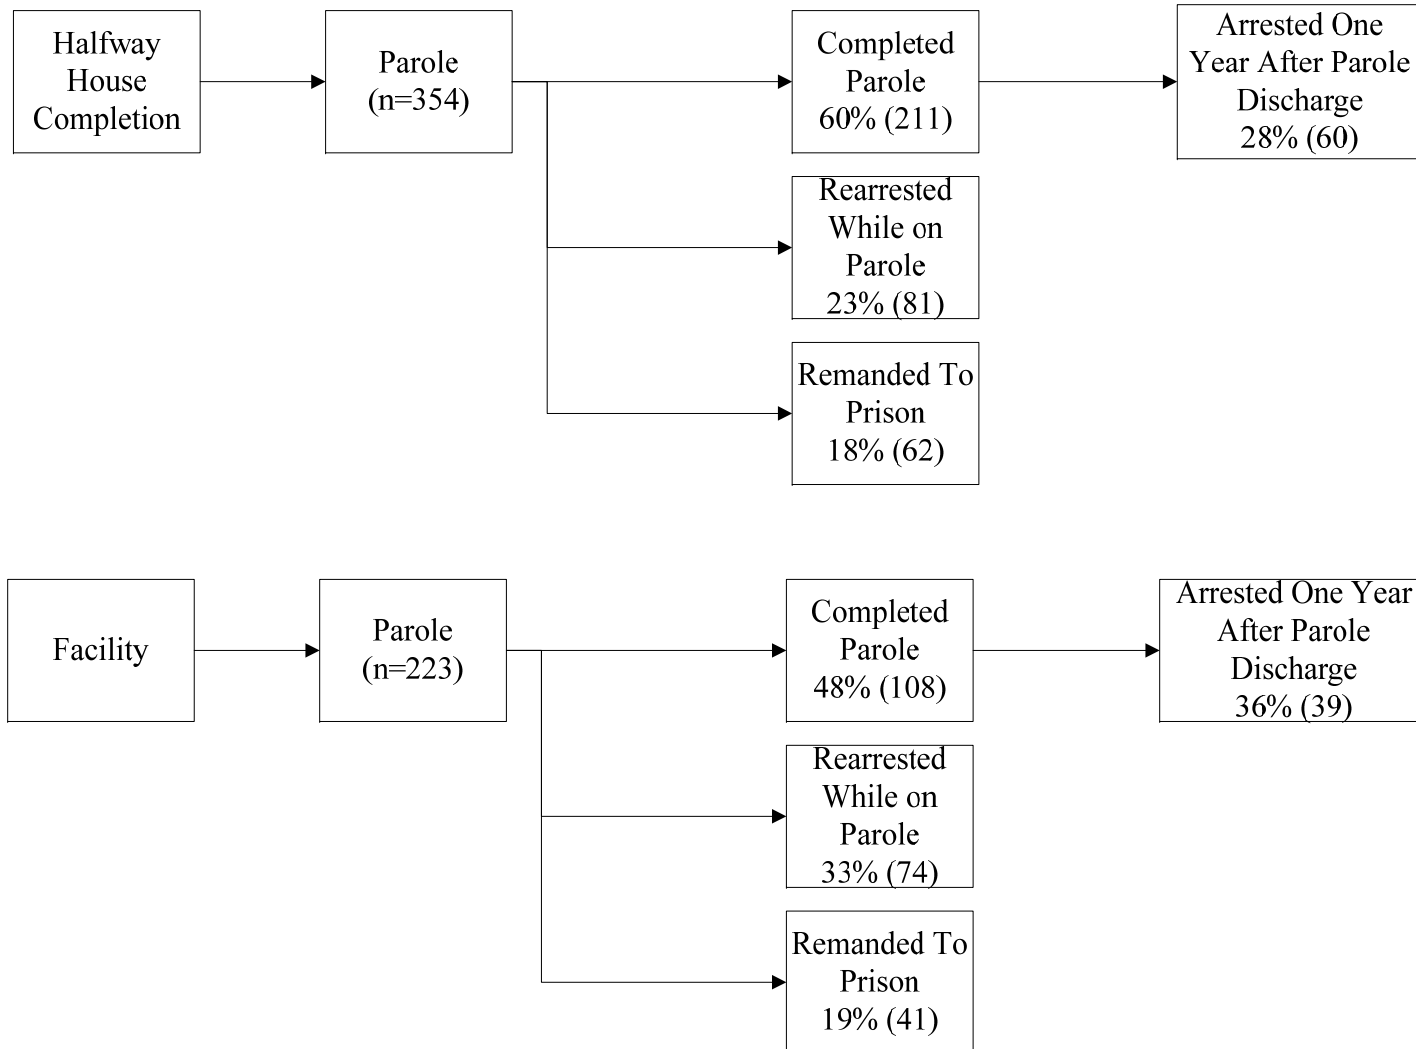 Halfway
House
Completion
Parole
(n=354)
Completed
Parole
60% (211)
Arrested One
Year After Parole
Discharge
28% (60)
Rearrested
While on
Parole
23% (81)
Remanded To
Prison
18% (62)
Facility
Parole
(n=223)
Completed
Parole
48% (108)
Arrested One Year
After Parole
Discharge
36% (39)
Rearrested
While on
Parole
33% (74)
Remanded To
Prison
19% (41)